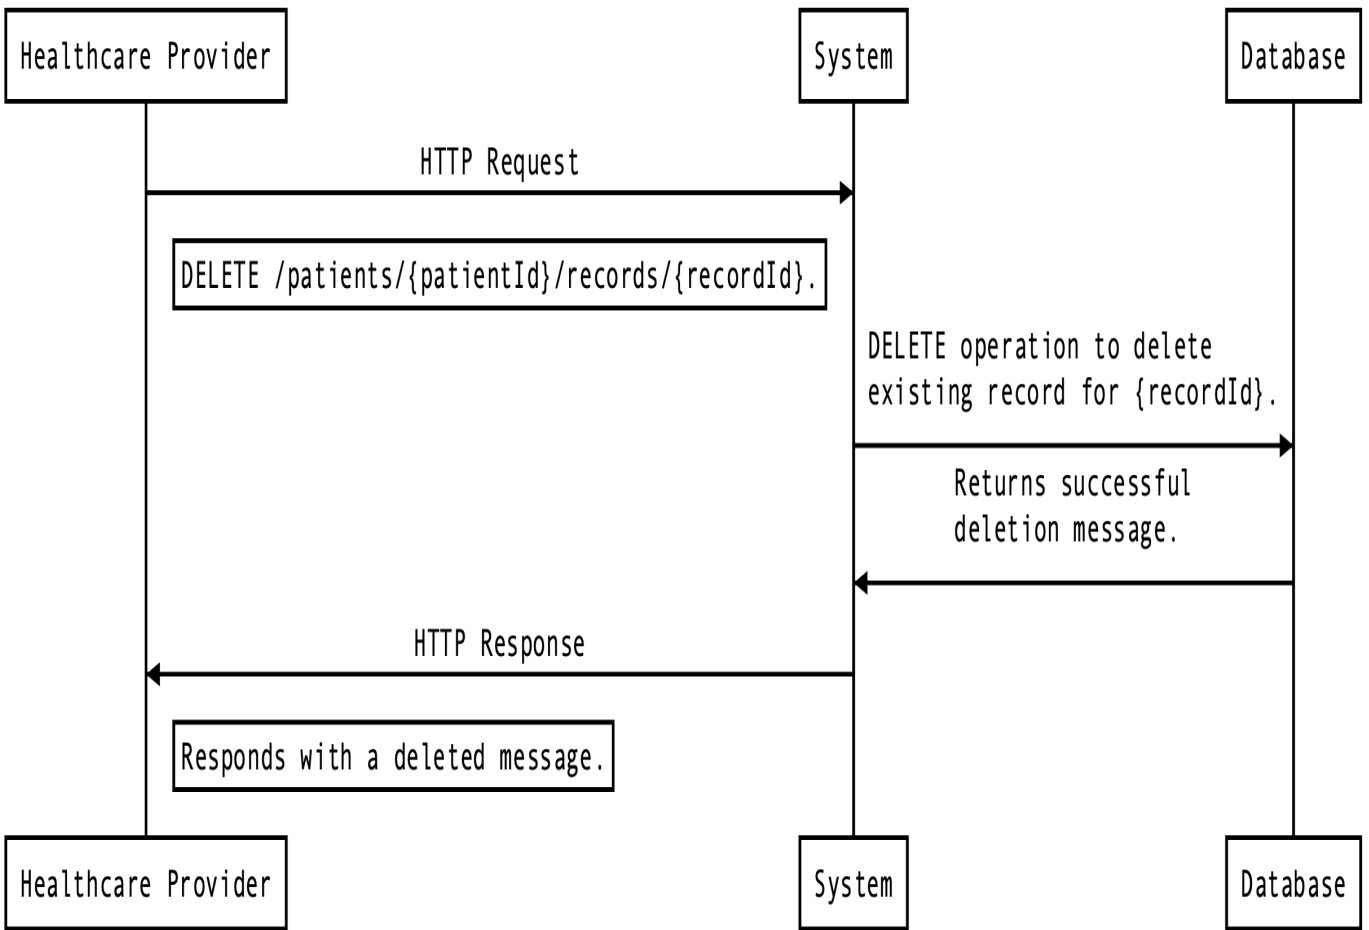 Healthcare Provider
System
Database
HTTP Request
DELETE /patients/{patientId}/records/{recordId}.
DELETE operation to delete
existing record for {recordId}.
Returns successful
deletion message.
HTTP Response
Responds with a deleted message.
Healthcare Provider
System
Database